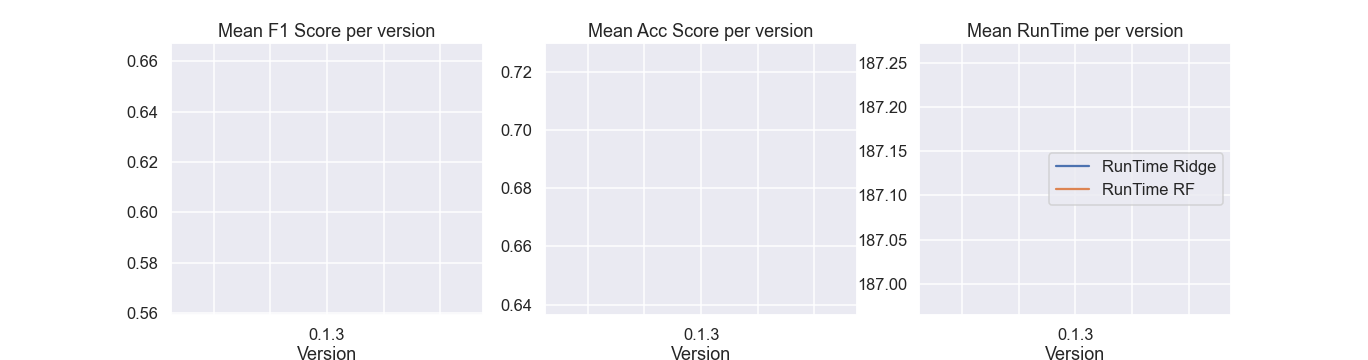 Mean F1 Score per version
0.66
0.64
0.62
0.60
0.58
0.56
0.1.3
Version
Mean Acc Score per version
0.72
0.70
0.68
0.66
0.64
0.1.3
Version
Mean RunTime per version
187.25
187.20
187.15
187.10
187.05
187.00
RunTime Ridge
RunTime RF
0.1.3
Version